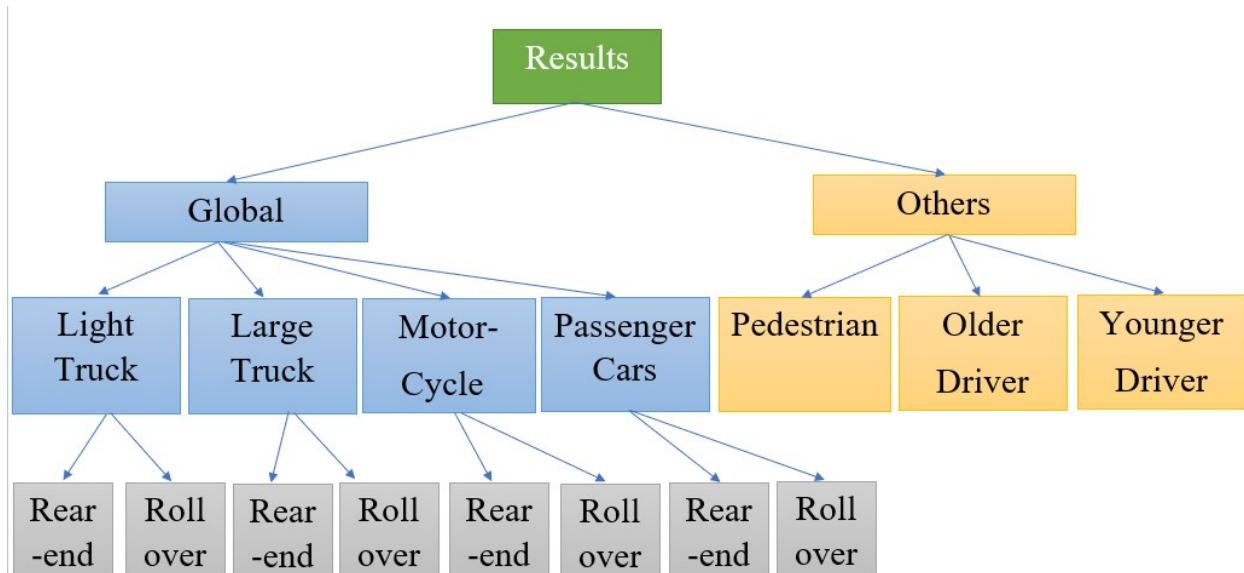 Results
Global
Others
Light
Truck
Large
Truck
Motor-
Cycle
Passenger
Cars
Pedestrian
Older
Driver
Younger
Driver
Rear
-end
Roll
over
Rear
-end
Roll
over
Rear
-end
Roll
over
Rear
-end
Roll
over